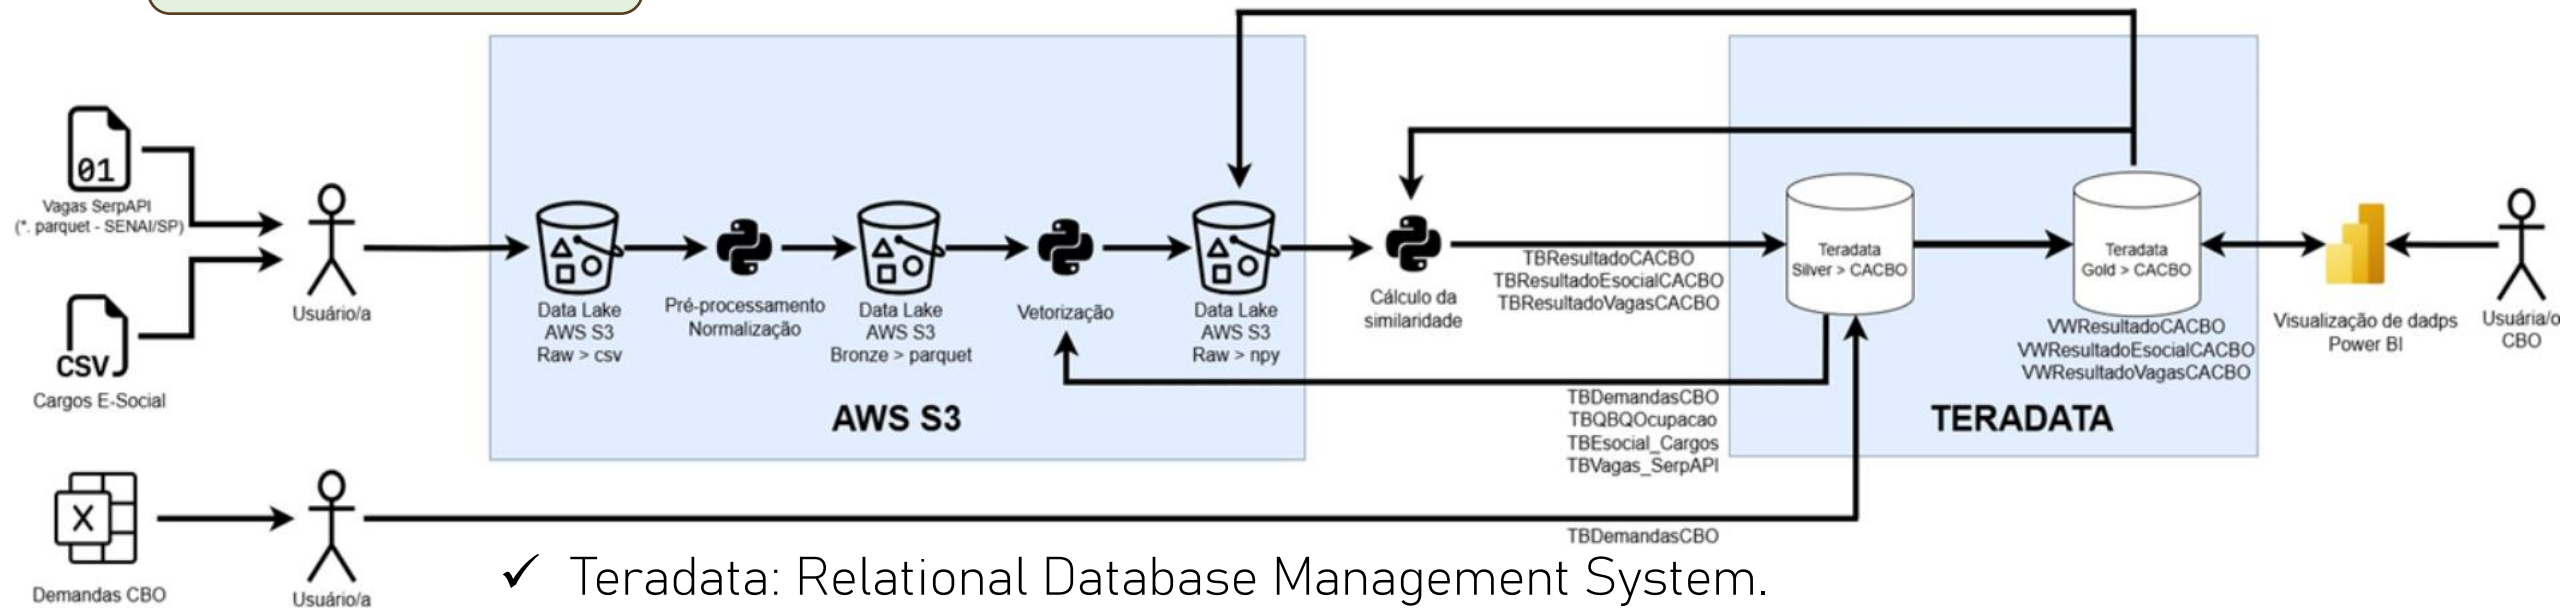 01
Vagas SerpAPI
(*. parquet - SENAI/SP)
CSV
Cargos E-Social
Usuário/a
Data Lake
AWS S3
Raw > csv
Pré-processamento
Normalização
Data Lake
AWS S3
Bronze > parquet
Vetorização
Data Lake
AWS S3
Raw > npy
AWS S3
Cálculo da
similaridade
TBResultadoCACBO
TBResultadoEsocialCACBO
TBResultadoVagasCACBO
TBDemandasCBO
TBQBQOcupacao
TBEsocial_Cargos
TBVagas_SerpAPI
Teradata
Silver > CACBO
Teradata
Gold > CACBO
VWResultadoCACBO
VWResultadoEsocialCACBO
VWResultadoVagasCACBO
TERADATA
Visualização de dadps
Power BI
Usuária/o
CBO
X
Demandas CBO
Usuário/a
TBDemandasCBO
✓ Teradata: Relational Database Management System.